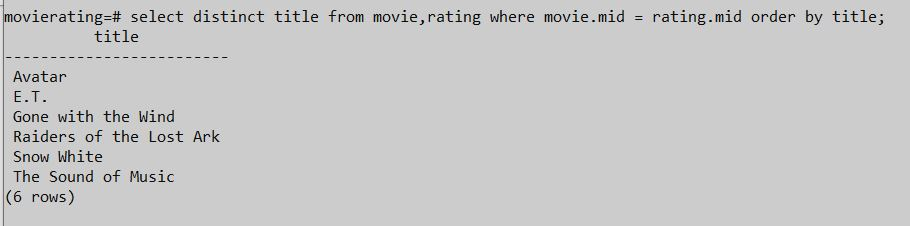 movierating=# select distinct title from movie,rating where movie.mid = rating.mid order by title;
title
-------------------------
Avatar
E.T.
Gone with the Wind
Raiders of the Lost Ark
Snow White
The Sound of Music
(6 rows)